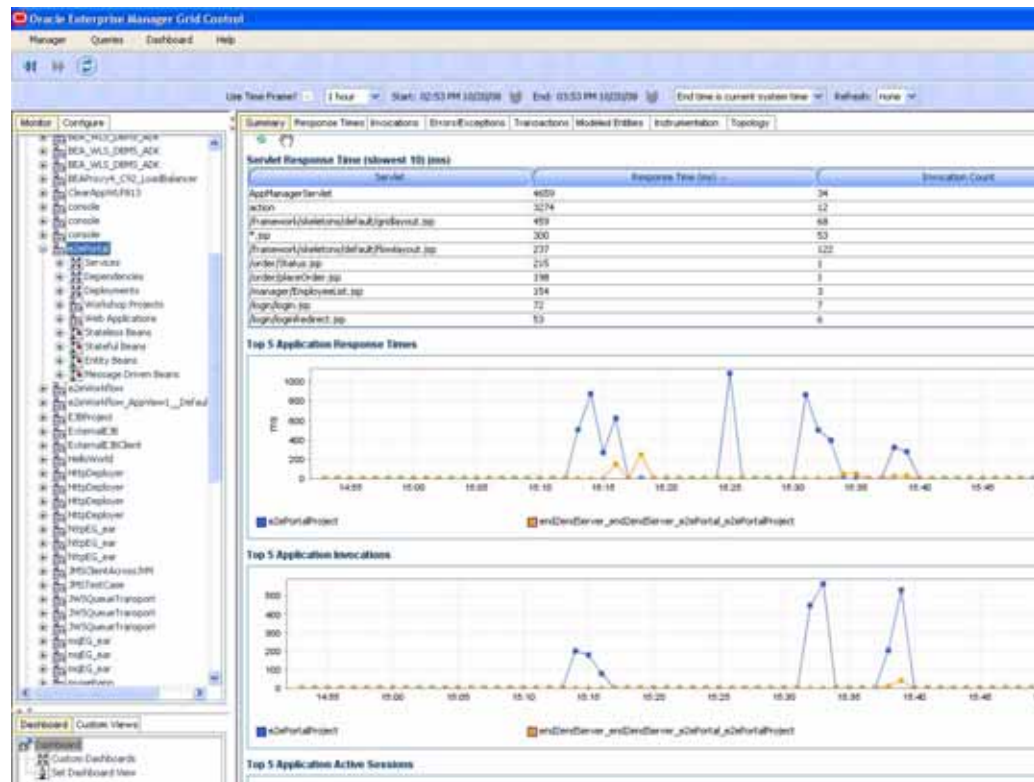 Oracle Enterprise Manager Grid Control
Manager Queries Dashboard Help
Use Time Frame? 1 hour Start: 02:53 PM 10/20/08 End: 03:53 PM 10/20/08 End time is current system time Refresh: none
Monitor Configure
Summary Response Times Invocations Errors/Exceptions Transactions Modeled Entities Instrumentation Topology
BEA_WLS_DBMS_ADK
BEA_WLS_DBMS_ADK
BEAProxy4_C92_LoadBalancer
ClearAppWLP813
console
console
console
e2ePortal
Services
Dependencies
Deployments
Workshop Projects
Web Applications
Stateless Beans
Stateful Beans
Entity Beans
Message Driven Beans
e2eWorkflow
e2eWorkflow_AppView1__Defaul
EJBProject
ExternalEJB
ExternalEJBClient
HelloWorld
HttpDeployer
HttpDeployer
HttpDeployer
HttpDeployer
httpEG_ear
httpEG_ear
httpEG_ear
JMSClientAcrossJVM
JMSTestCase
JWSQueueTransport
JWSQueueTransport
JWSQueueTransport
mqEG_ear
mqEG_ear
mqEG_ear
Dashboard Custom Views
Dashboard
Custom Dashboards
Set Dashboard View
Servlet Response Time (slowest 10) (ms)
Servlet Response Time (ms) Invocation Count
AppManagerServlet 4659 34
action 3274 12
/framework/skeletons/default/gridlayout.jsp 459 68
*.jsp 300 53
/framework/skeletons/default/flowlayout.jsp 237 122
/order/Status.jsp 215 1
/order/placeOrder.jsp 198 1
/manager/EmployeeList.jsp 154 3
/login/login.jsp 72 7
/login/loginRedirect.jsp 53 6
Top 5 Application Response Times
ms
1000
800
600
400
200
0
14:55 15:00 15:05 15:10 15:15 15:20 15:25 15:30 15:35 15:40 15:45
e2ePortalProject end2endServer_end2endServer_e2ePortal_e2ePortalProject
Top 5 Application Invocations
500
400
300
200
100
0
14:55 15:00 15:05 15:10 15:15 15:20 15:25 15:30 15:35 15:40 15:45
e2ePortalProject end2endServer_end2endServer_e2ePortal_e2ePortalProject
Top 5 Application Active Sessions